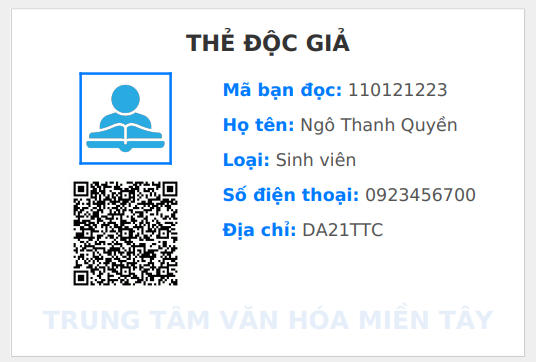 THẺ ĐỘC GIẢ
Mã bạn đọc: 110121223
Họ tên: Ngô Thanh Quyền
Loại: Sinh viên
Số điện thoại: 0923456700
Địa chỉ: DA21TTC
TRUNG TÂM VĂN HÓA MIỀN TÂY